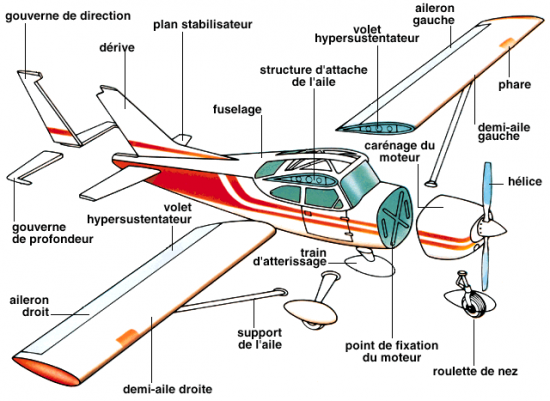 gouverne de direction
dérive
plan stabilisateur
fuselage
structure d'attache
de l'aile
volet
hypersustentateur
aileron
gauche
phare
demi-aile
gauche
carénage du
moteur
hélice
gouverne
de profondeur
volet
hypersustentateur
aileron
droit
demi-aile droite
support
de l'aile
train
d'atterissage
point de fixation
du moteur
roulette de nez